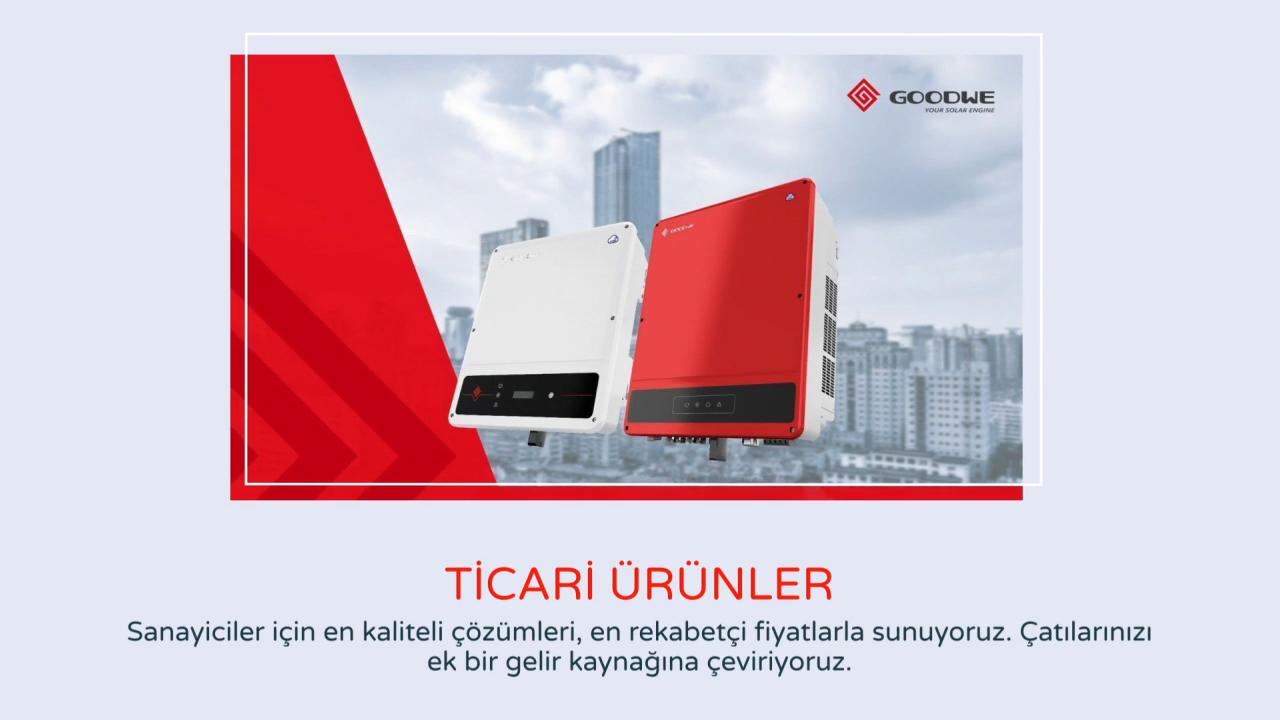 GOODWE
YOUR SOLAR ENGINE
TİCARİ ÜRÜNLER
Sanayiciler için en kaliteli çözümleri, en rekabetçi fiyatlarla sunuyoruz. Çatılarınızı
ek bir gelir kaynağına çeviriyoruz.